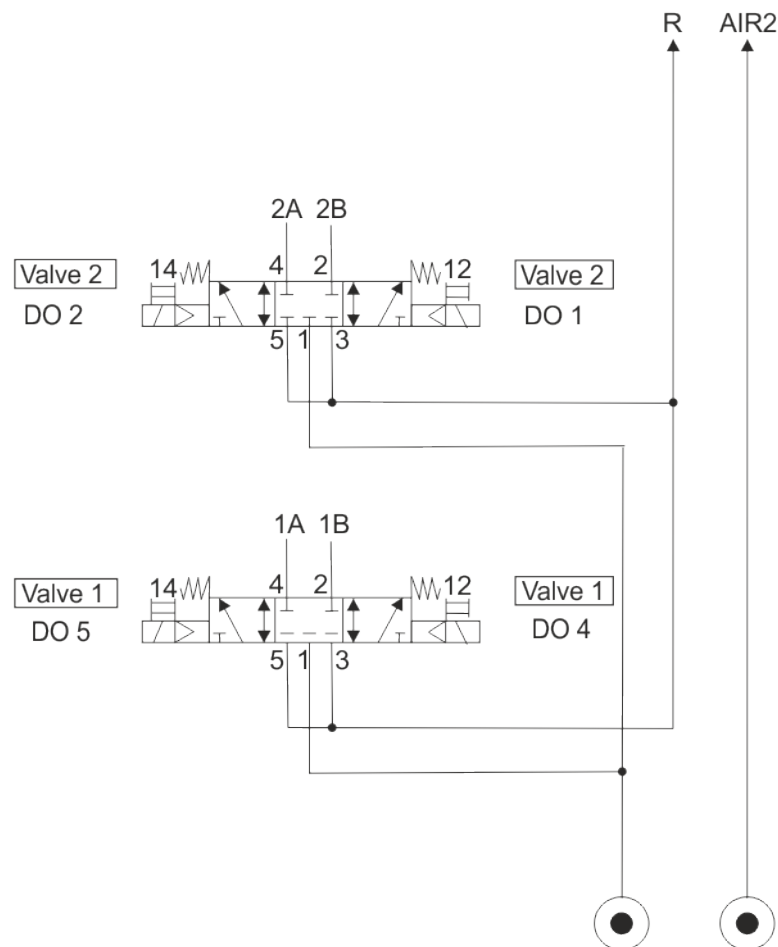 R AIR2
2A 2B
Valve 2 14 4 2 12 Valve 2
DO 2 DO 1
5 1 3
1A 1B
Valve 1 14 4 2 12 Valve 1
DO 5 DO 4
5 1 3